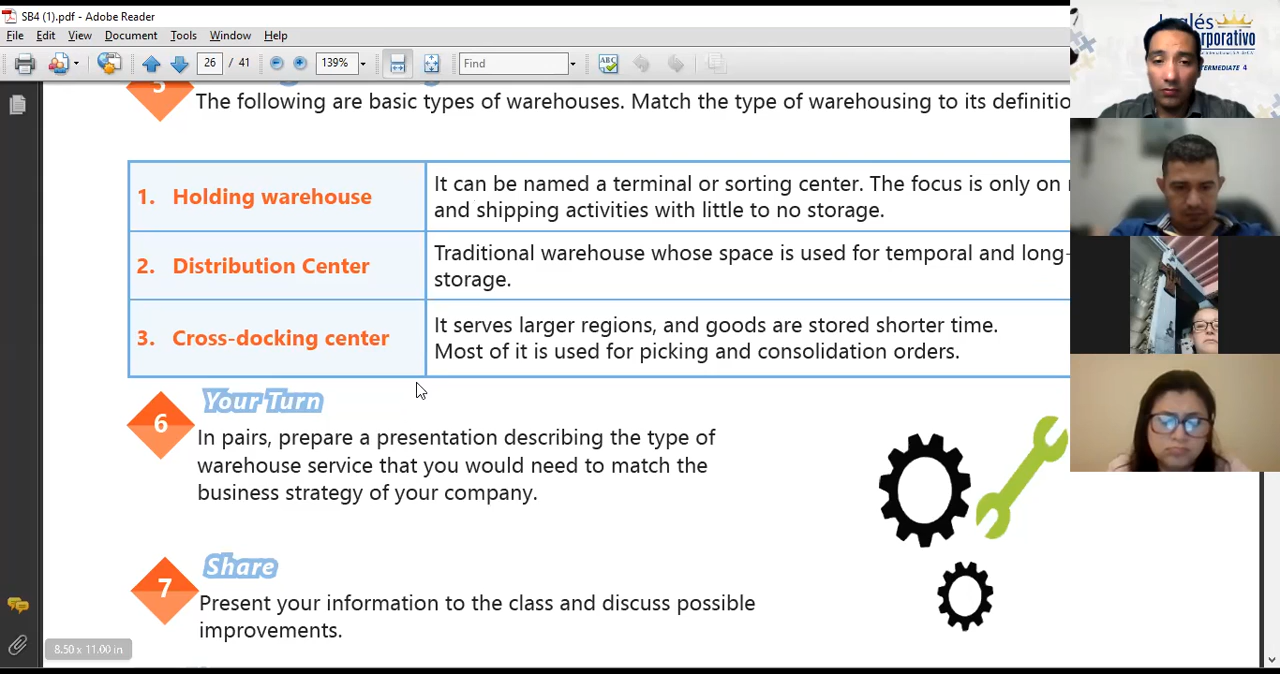 SB4 (1).pdf - Adobe Reader
File Edit View Document Tools Window Help
26 / 41 139% Find
The following are basic types of warehouses. Match the type of warehousing to its definitio
1. Holding warehouse
It can be named a terminal or sorting center. The focus is only on
and shipping activities with little to no storage.
2. Distribution Center
Traditional warehouse whose space is used for temporal and long-
storage.
3. Cross-docking center
It serves larger regions, and goods are stored shorter time.
Most of it is used for picking and consolidation orders.
6 Your Turn
In pairs, prepare a presentation describing the type of
warehouse service that you would need to match the
business strategy of your company.
7 Share
Present your information to the class and discuss possible
improvements.
8.50 x 11.00 in
Inglés
rporativo
TERMEDIATE 4